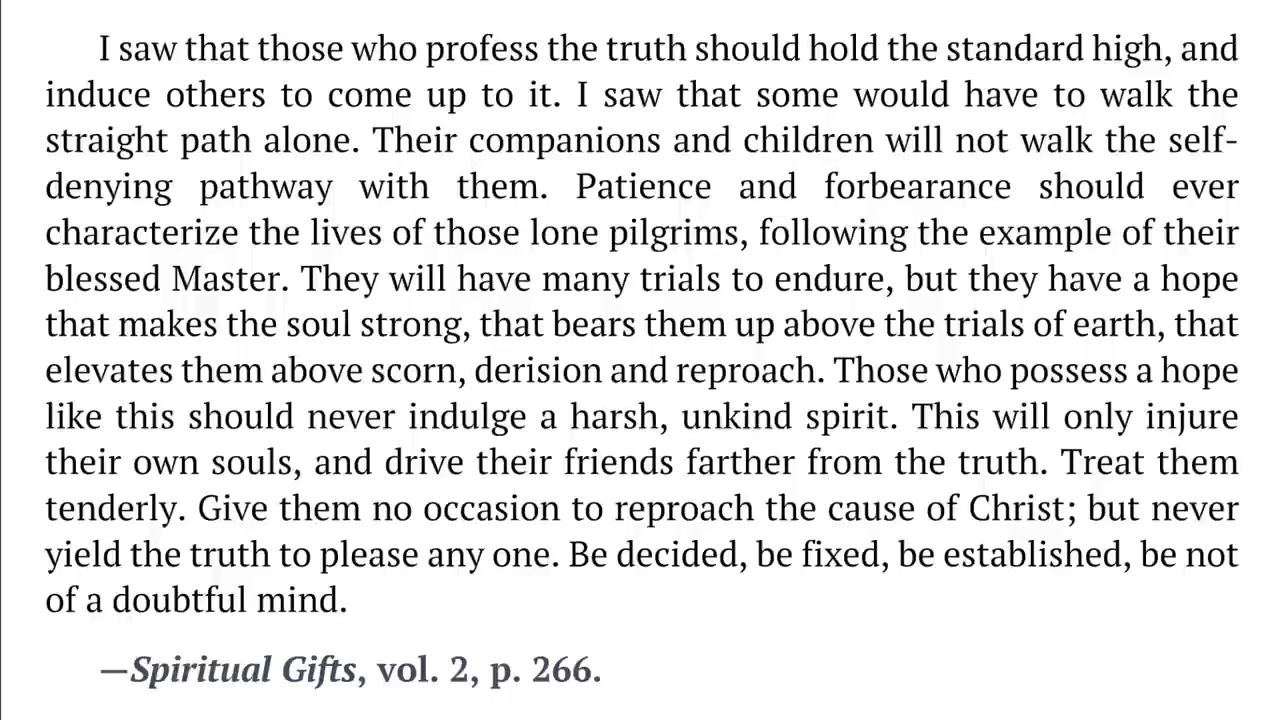 I saw that those who profess the truth should hold the standard high, and
induce others to come up to it. I saw that some would have to walk the
straight path alone. Their companions and children will not walk the self-
denying pathway with them. Patience and forbearance should ever
characterize the lives of those lone pilgrims, following the example of their
blessed Master. They will have many trials to endure, but they have a hope
that makes the soul strong, that bears them up above the trials of earth, that
elevates them above scorn, derision and reproach. Those who possess a hope
like this should never indulge a harsh, unkind spirit. This will only injure
their own souls, and drive their friends farther from the truth. Treat them
tenderly. Give them no occasion to reproach the cause of Christ; but never
yield the truth to please any one. Be decided, be fixed, be established, be not
of a doubtful mind.
—Spiritual Gifts, vol. 2, p. 266.